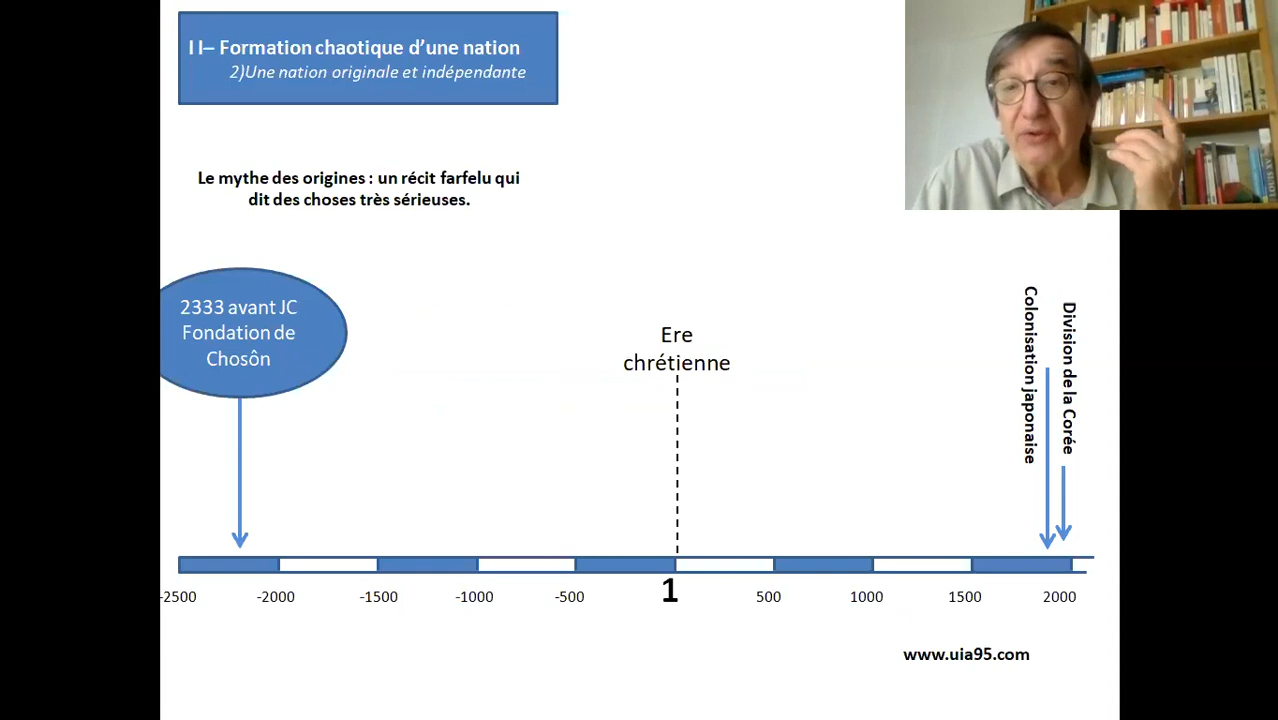 I I– Formation chaotique d’une nation
2)Une nation originale et indépendante
Le mythe des origines : un récit farfelu qui
dit des choses très sérieuses.
2333 avant JC
Fondation de
Chosôn
Ere
chrétienne
Colonisation japonaise
Division de la Corée
-2500
-2000
-1500
-1000
-500
1
500
1000
1500
2000
www.uia95.com
LOUIS XV